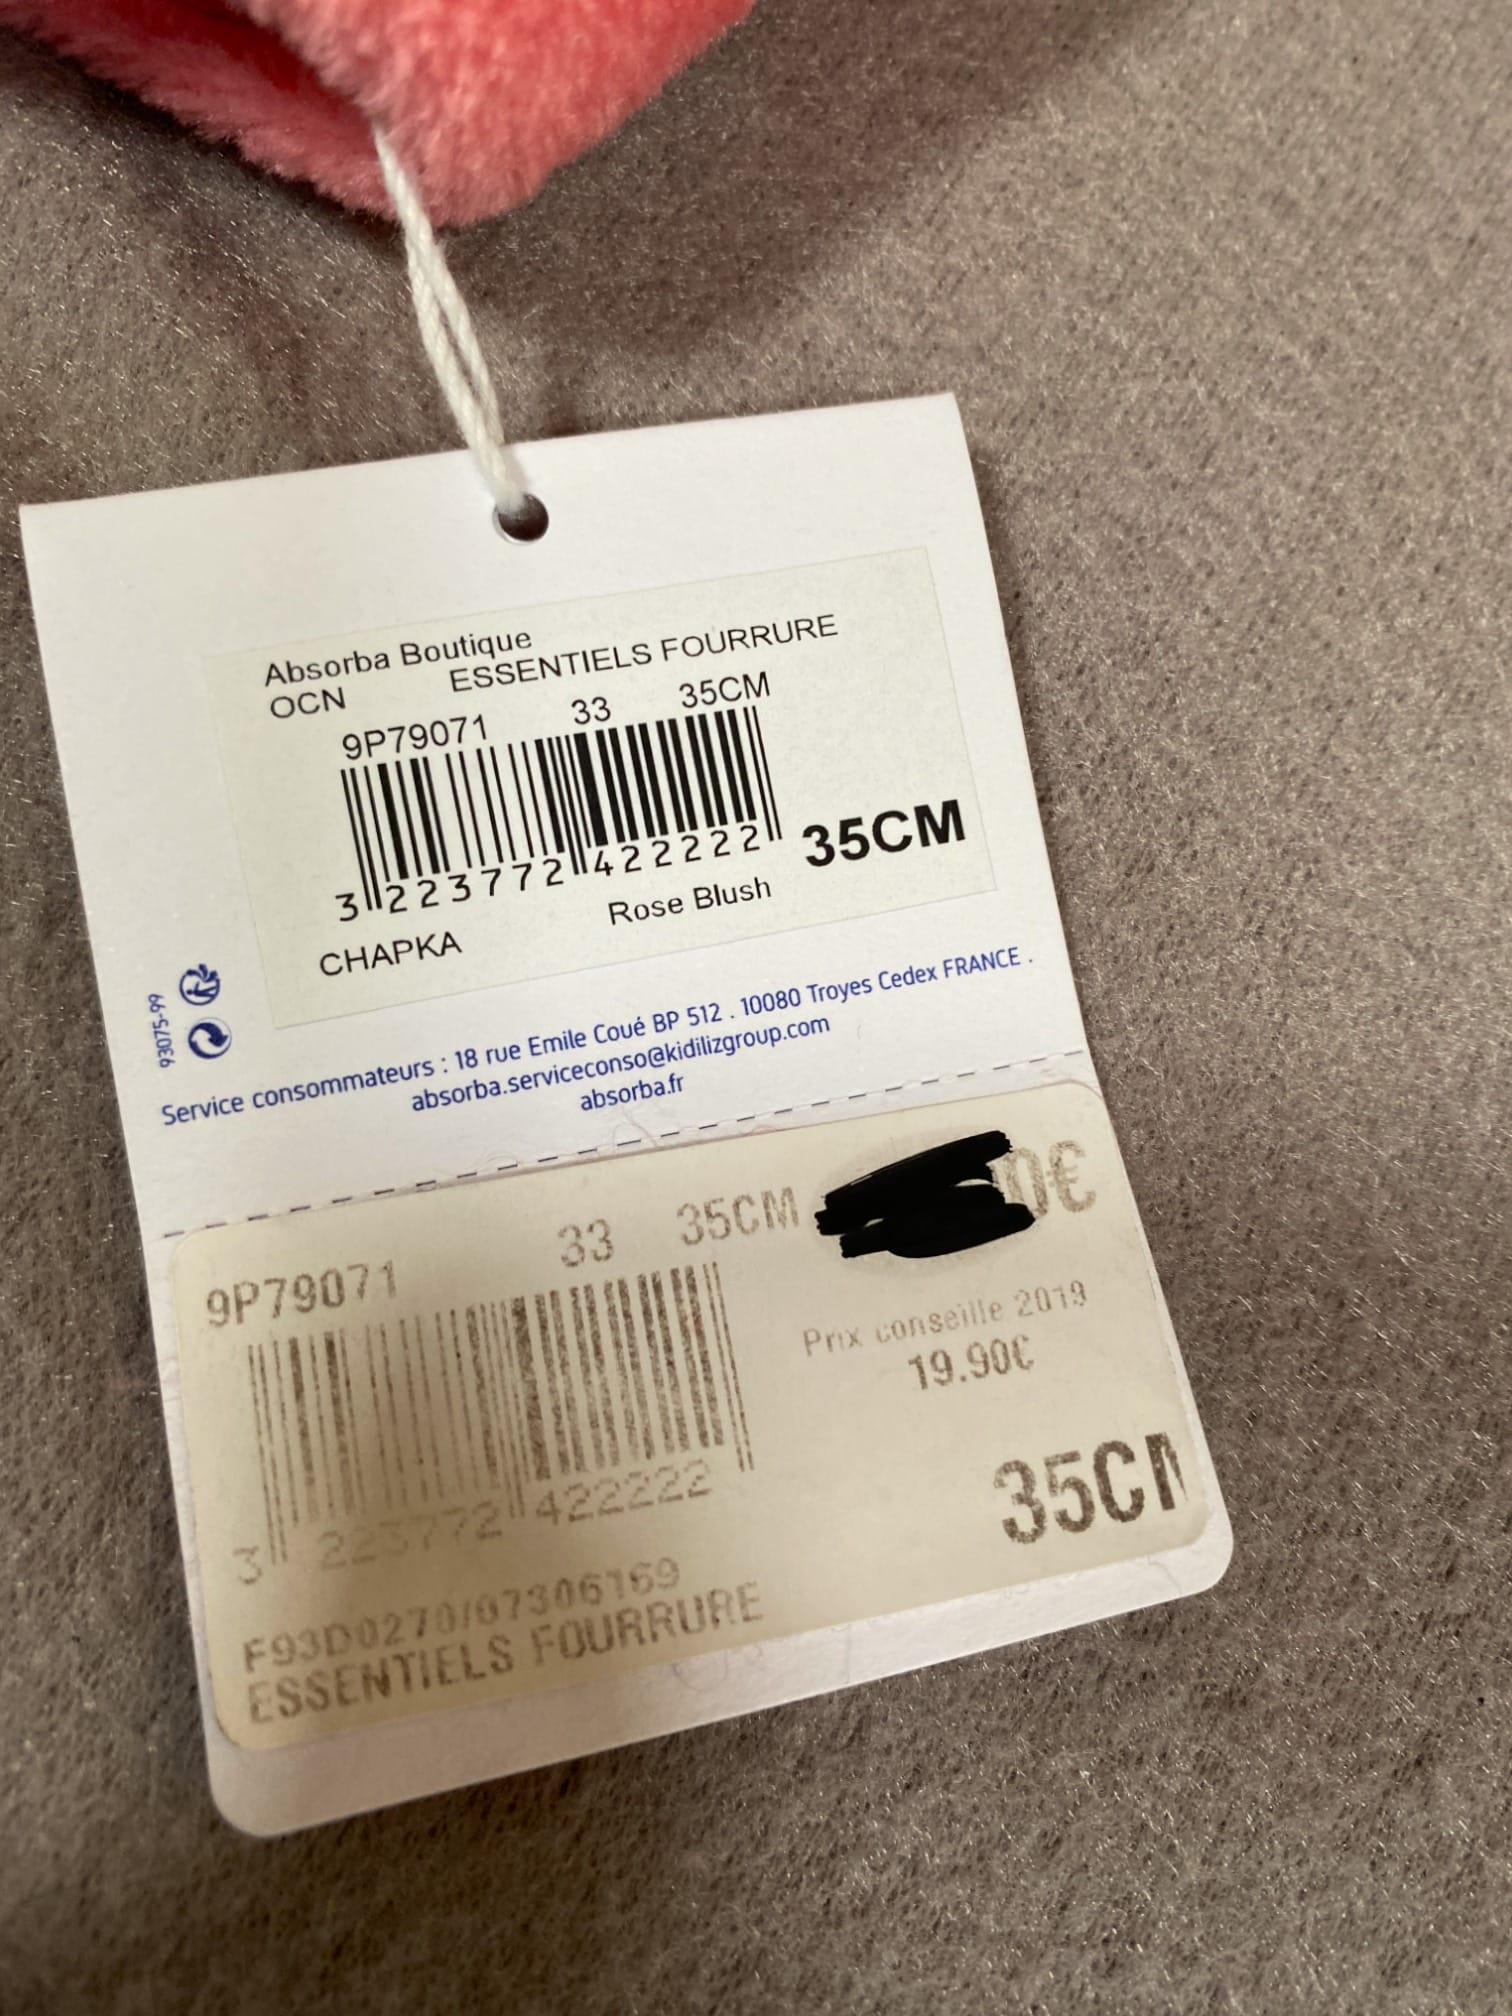 Absorba Boutique
OCN ESSENTIELS FOURRURE
9P79071 33 35CM
3 223772 422222
35CM
CHAPKA Rose Blush
93075-99
Service consommateurs : 18 rue Emile Coué BP 512 . 10080 Troyes Cedex FRANCE .
absorba.serviceconso@kidilizgroup.com
absorba.fr
9P79071 33 35CM 0€
Prix conseille 2019
19.90€
3 223772 422222
35CM
F93D0270/07306169
ESSENTIELS FOURRURE